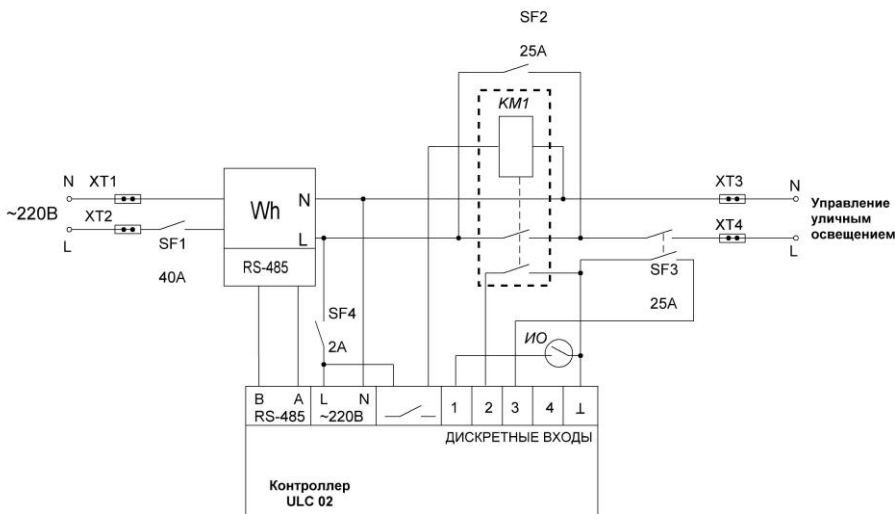 SF2
25A
KM1
N
XT1
XT3
N
~220В
Wh
N
Управление
уличным
освещением
XT2
L
XT4
L
SF1
L
RS-485
SF3
40A
25A
SF4
ИО
2A
B
A
L
N
1
2
3
4
⊥
RS-485
~220В
ДИСКРЕТНЫЕ ВХОДЫ
Контроллер
ULC 02